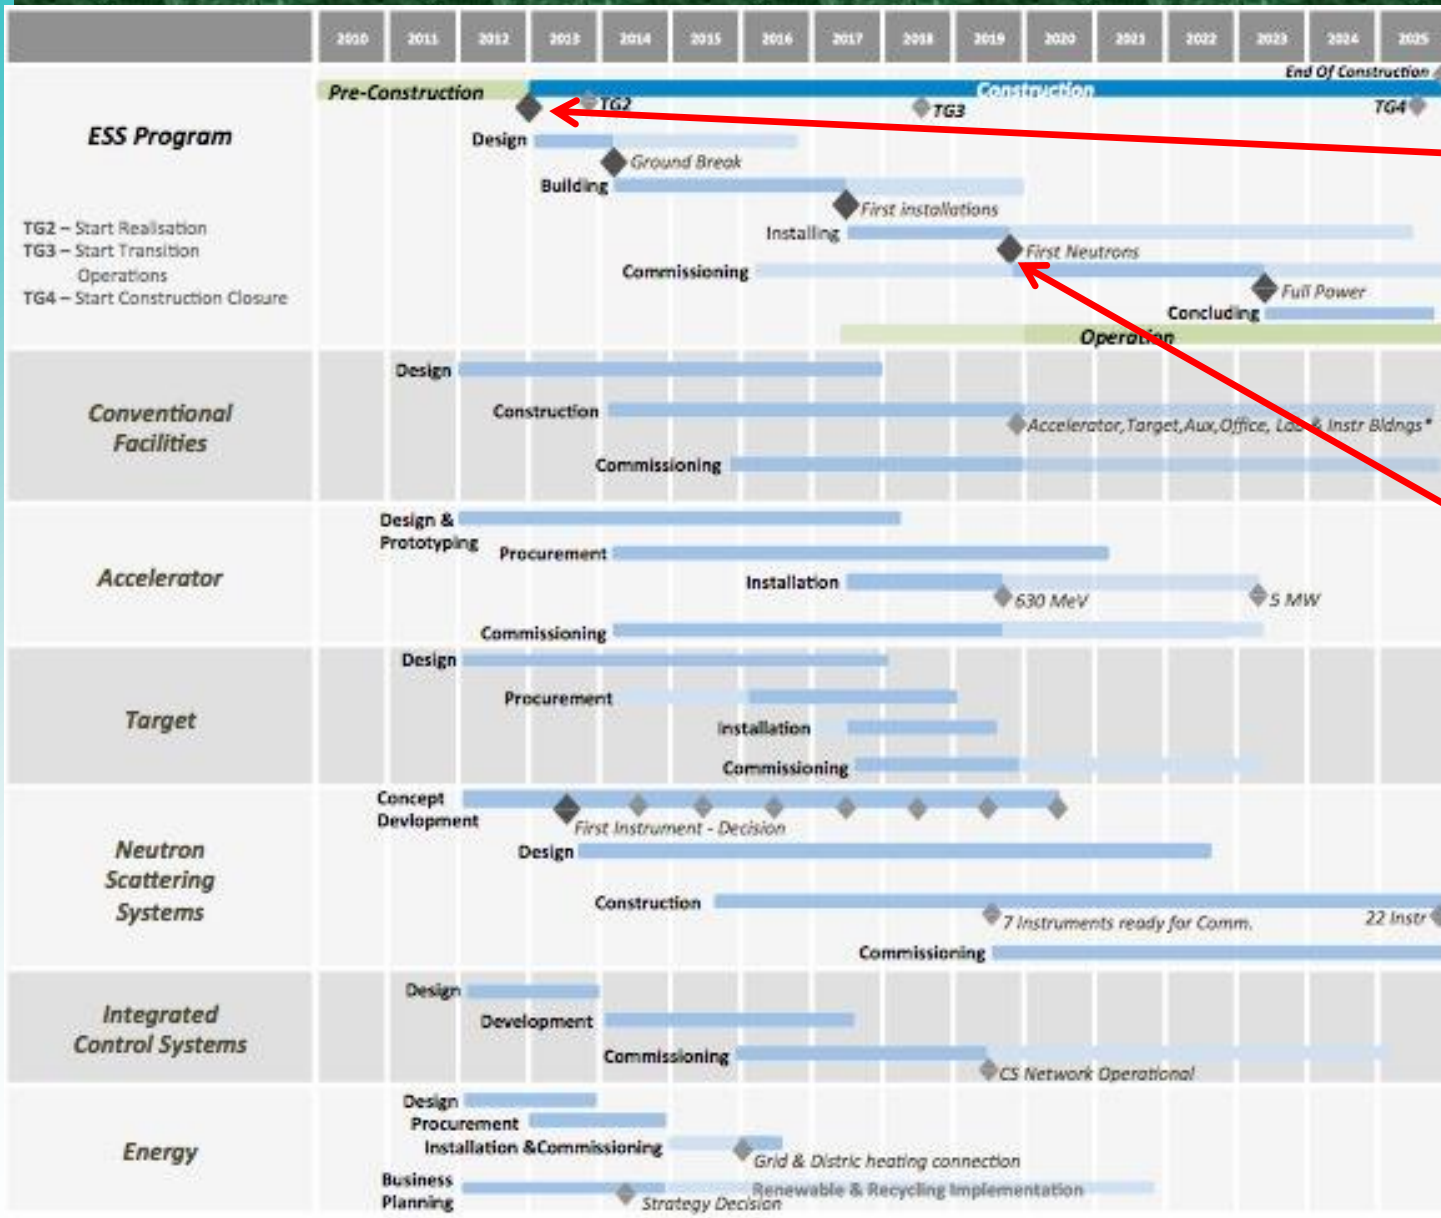 2010 2011 2012 2013 2014 2015 2016 2017 2018 2019 2020 2021 2022 2023 2024 2025
End Of Construction
Pre-Construction
Construction
TG2
TG3
TG4
ESS Program
Design
Ground Break
Building
First installations
TG2 – Start Realisation
Installing
TG3 – Start Transition
First Neutrons
Operations
Commissioning
TG4 – Start Construction Closure
Full Power
Concluding
Operation
Design
Conventional
Facilities
Construction
Accelerator,Target,Aux,Office, Lab & Instr Bldngs*
Commissioning
Design &
Prototyping
Procurement
Accelerator
Installation
630 MeV
5 MW
Commissioning
Design
Procurement
Target
Installation
Commissioning
Concept
Devlopment
First Instrument - Decision
Neutron
Scattering
Systems
Design
Construction
7 Instruments ready for Comm.
22 Instr
Commissioning
Design
Integrated
Control Systems
Development
Commissioning
CS Network Operational
Design
Procurement
Energy
Installation &Commissioning
Grid & Distric heating connection
Business
Planning
Renewable & Recycling Implementation
Strategy Decision